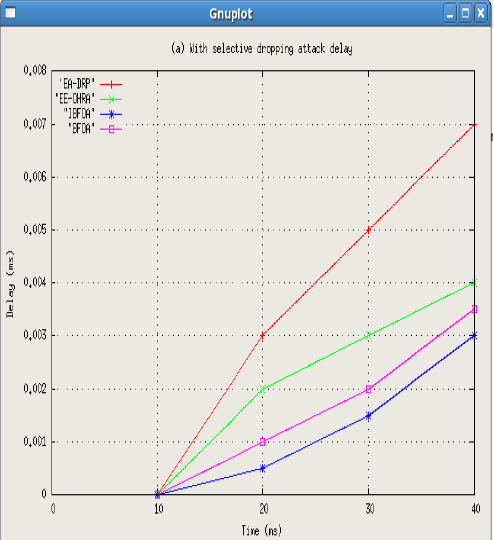 Gnuplot
(a) With selective dropping attack delay
0.008
0.007
0.006
0.005
0.004
0.003
0.002
0.001
0
"EA-DRP"
"EE-DHRA"
"IBFOA"
"BFOA"
Delay (ms)
0 10 20 30 40
Time (ms)